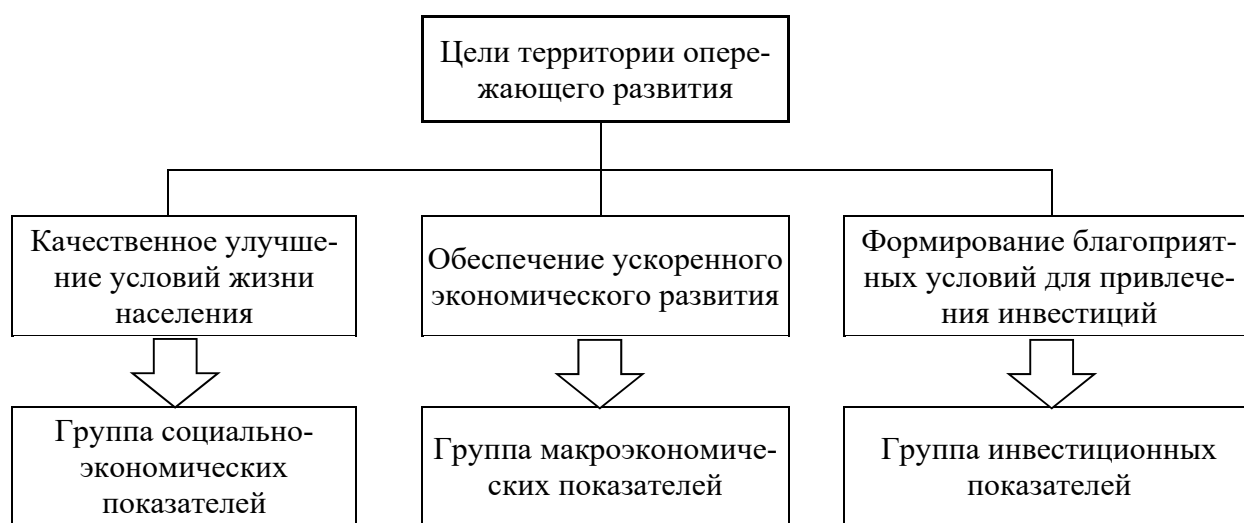 Цели территории опере-
жающего развития
Качественное улучше-
ние условий жизни
населения
Обеспечение ускоренного
экономического развития
Формирование благоприят-
ных условий для привлече-
ния инвестиций
Группа социально-
экономических
показателей
Группа макроэкономиче-
ских показателей
Группа инвестиционных
показателей